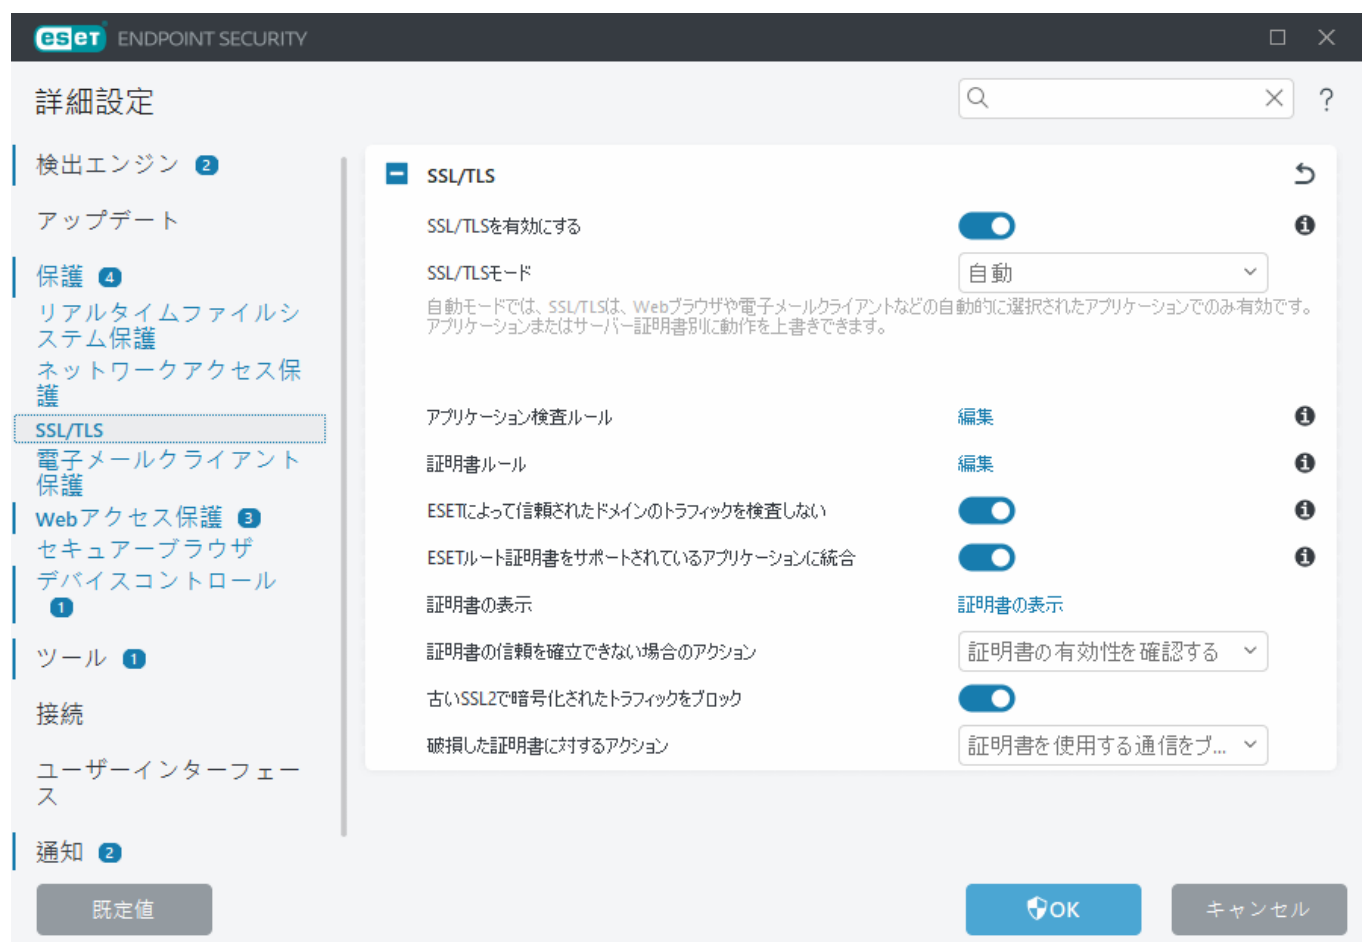 eset ENDPOINT SECURITY
詳細設定
?
検出エンジン 2
アップデート
保護 4
リアルタイムファイルシ
ステム保護
ネットワークアクセス保
護
SSL/TLS
電子メールクライアント
保護
Webアクセス保護 3
セキュアーブラウザ
デバイスコントロール
1
ツール 1
接続
ユーザーインターフェー
ス
通知 2
SSL/TLS
SSL/TLSを有効にする
SSL/TLSモード 自動
自動モードでは、SSL/TLSは、Webブラウザや電子メールクライアントなどの自動的に選択されたアプリケーションでのみ有効です。
アプリケーションまたはサーバー証明書別に動作を上書きできます。
アプリケーション検査ルール 編集
証明書ルール 編集
ESETによって信頼されたドメインのトラフィックを検査しない
ESETルート証明書をサポートされているアプリケーションに統合
証明書の表示 証明書の表示
証明書の信頼を確立できない場合のアクション 証明書の有効性を確認する
古いSSL2で暗号化されたトラフィックをブロック
破損した証明書に対するアクション 証明書を使用する通信をブ...
既定値
OK
キャンセル